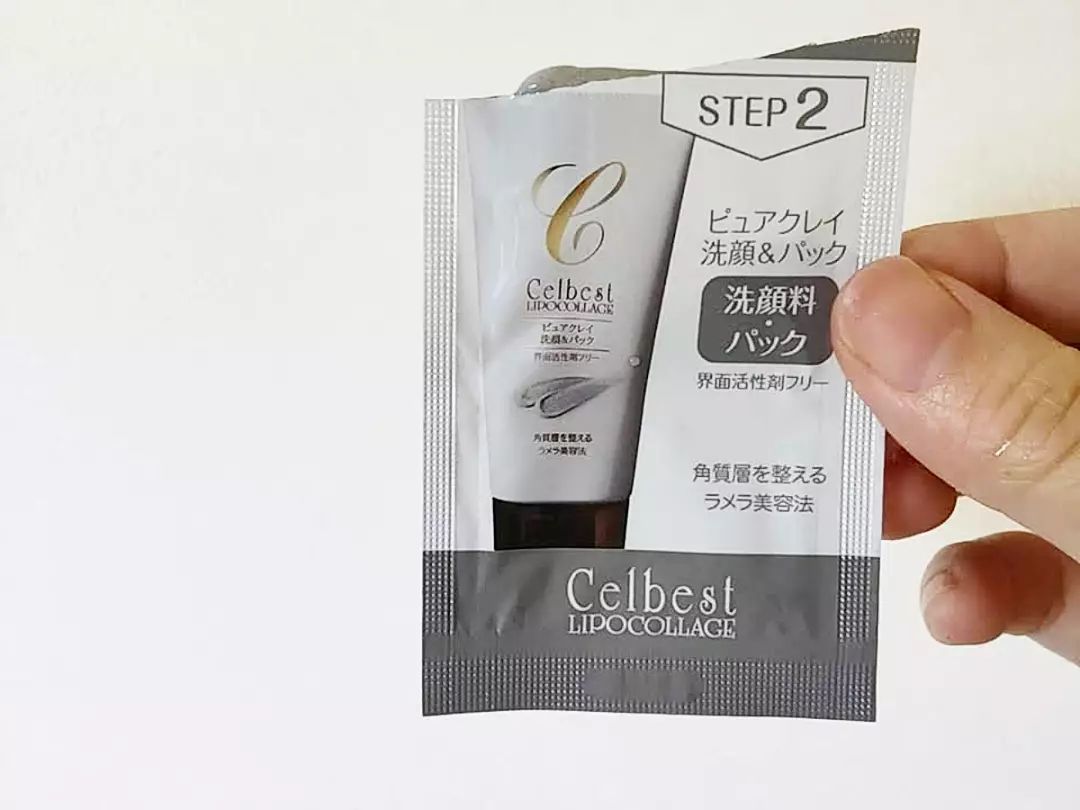 STEP 2
ピュアクレイ
洗顔&パック
洗顔料
・
パック
界面活性剤フリー
角質層を整える
ラメラ美容法
C
Celbest
LIPOCOLLAGE
ピュアクレイ
洗顔&パック
界面活性剤フリー
角質層を整える
ラメラ美容法
Celbest
LIPOCOLLAGE